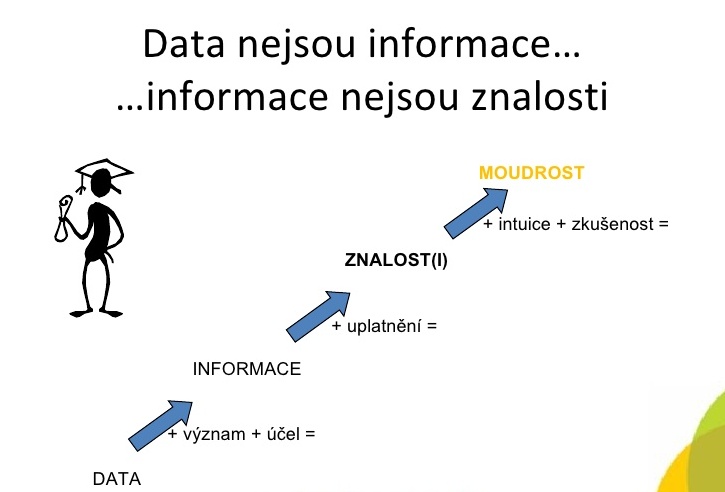 Data nejsou informace…
…informace nejsou znalosti
MOUDROST
+ intuice + zkušenost =
ZNALOST(I)
+ uplatnění =
INFORMACE
+ význam + účel =
DATA